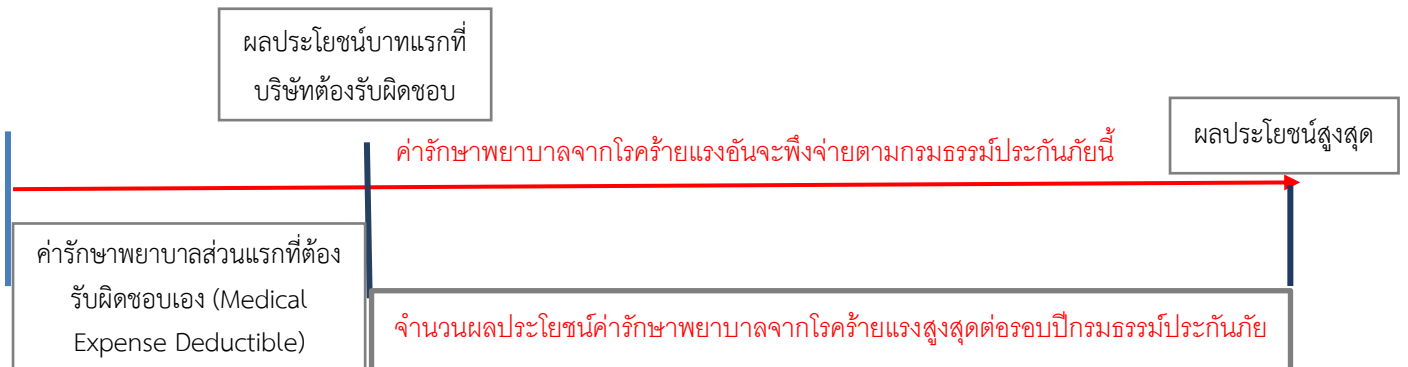 ผลประโยชน์บาทแรกที่
บริษัทต้องรับผิดชอบ
ผลประโยชน์สูงสุด
ค่ารักษาพยาบาลจากโรคร้ายแรงอันจะพึงจ่ายตามกรมธรรม์ประกันภัยนี้
ค่ารักษาพยาบาลส่วนแรกที่ต้อง
รับผิดชอบเอง (Medical
Expense Deductible)
จำนวนผลประโยชน์ค่ารักษาพยาบาลจากโรคร้ายแรงสูงสุดต่อรอบปีกรมธรรม์ประกันภัย